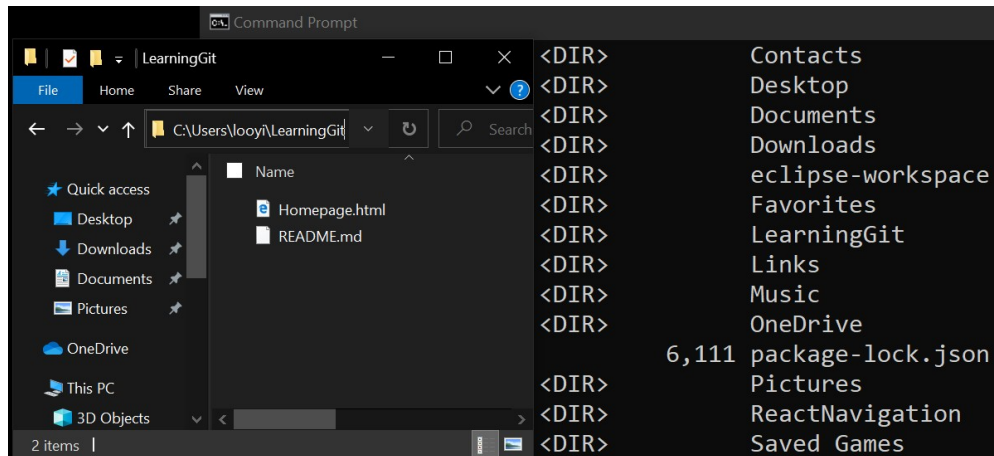 Command Prompt
LearningGit
File Home Share View
C:\Users\looyi\LearningGit
Search
Name
Quick access
Homepage.html
Desktop
README.md
Downloads
Documents
Pictures
OneDrive
This PC
3D Objects
2 items
<DIR> Contacts
<DIR> Desktop
<DIR> Documents
<DIR> Downloads
<DIR> eclipse-workspace
<DIR> Favorites
<DIR> LearningGit
<DIR> Links
<DIR> Music
<DIR> OneDrive
6,111 package-lock.json
<DIR> Pictures
<DIR> ReactNavigation
<DIR> Saved Games